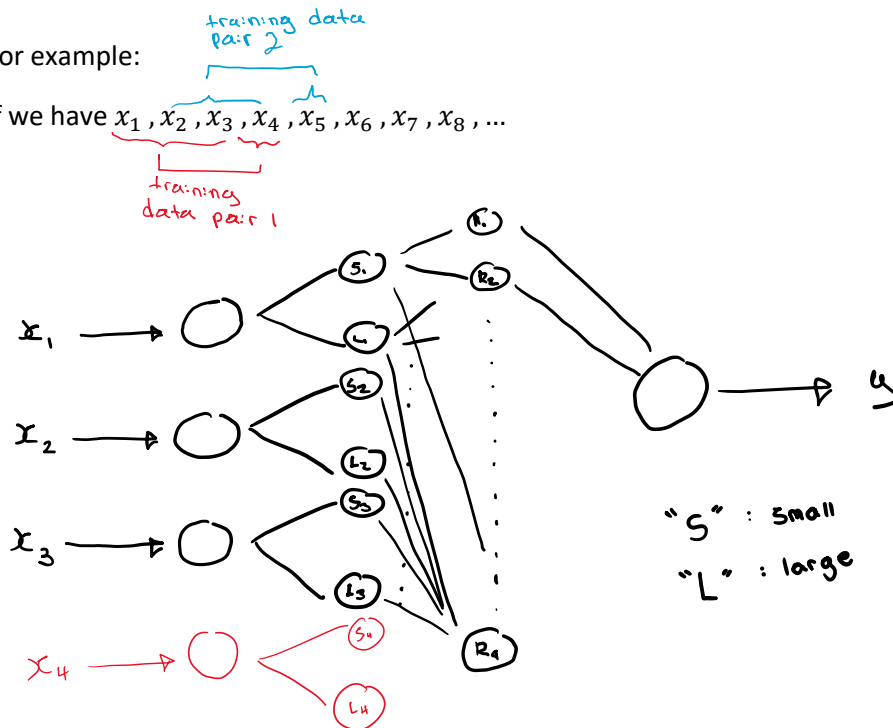 training data
pair 2
or example:
f we have x₁ , x₂ , x₃ , x₄ , x₅ , x₆ , x₇ , x₈ , ...
training
data pair 1
R₁
S₁
R₂
x₁
L₁
S₂
y
x₂
L₂
S₃
"S" : small
x₃
"L" : large
L₃
S₄
R₉
x₄
L₄